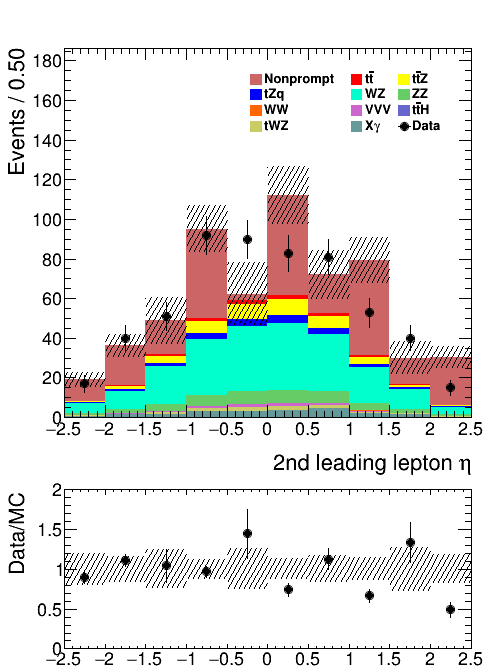 Events / 0.50
180
160
140
120
100
80
60
40
20
0
Nonprompt tt̄ tt̄Z
tZq WZ ZZ
WW VVV tt̄H
tWZ Xγ Data
−2.5 −2 −1.5 −1 −0.5 0 0.5 1 1.5 2 2.5
2nd leading lepton η
Data/MC
2
1.5
1
0.5
0
−2.5 −2 −1.5 −1 −0.5 0 0.5 1 1.5 2 2.5